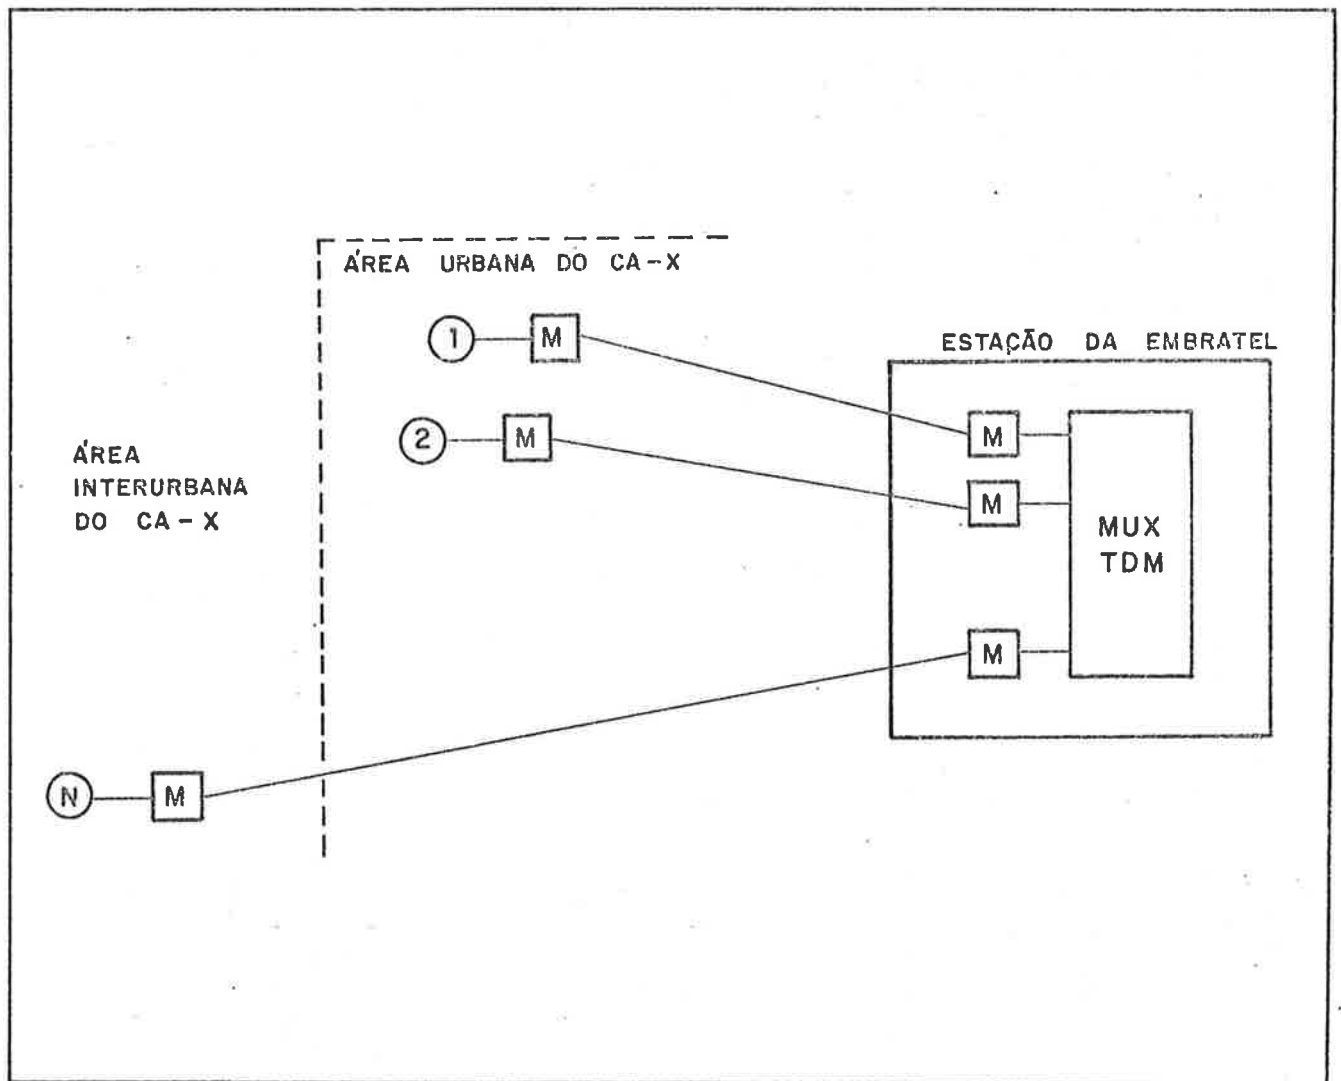 ÁREA URBANA DO CA-X
1 M
ESTAÇÃO DA EMBRATEL
M
2 M
ÁREA
INTERURBANA
DO CA-X
M
MUX
TDM
M
N M